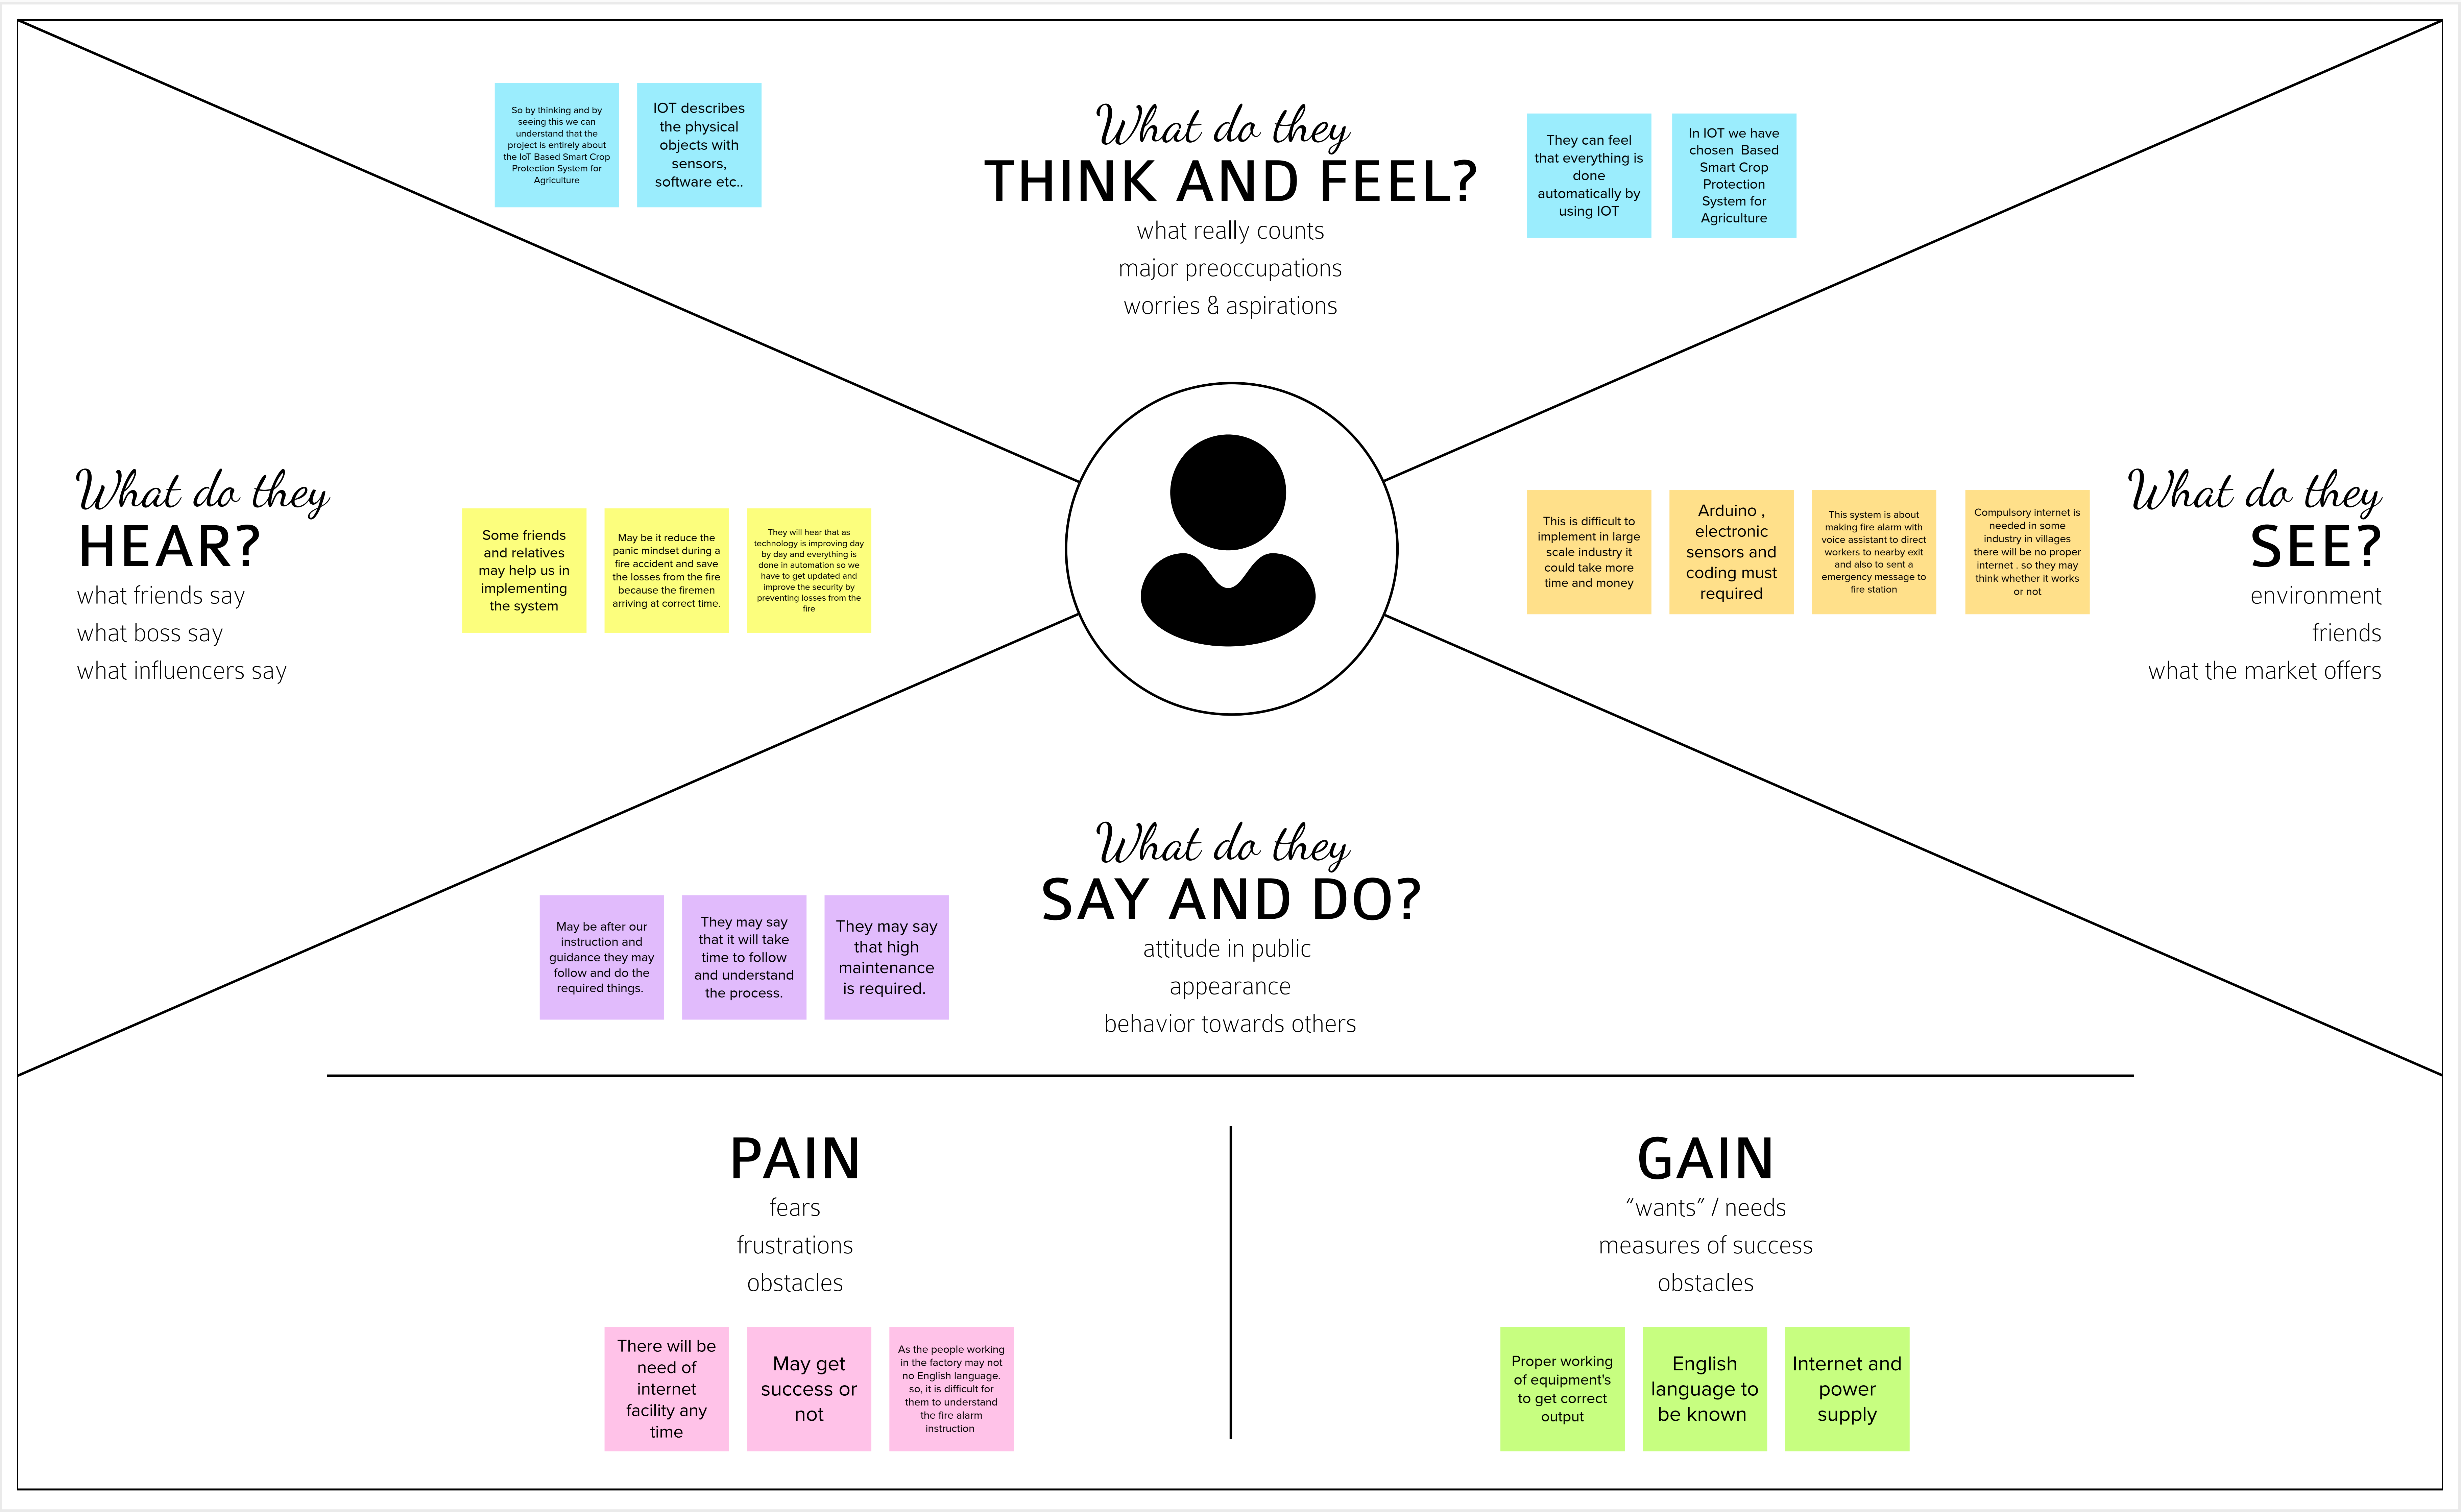 So by thinking and by
seeing this we can
understand that the
project is entirely about
the IoT Based Smart Crop
Protection System for
Agriculture
IOT describes
the physical
objects with
sensors,
software etc..
What do they
THINK AND FEEL?
what really counts
major preoccupations
worries & aspirations
They can feel
that everything is
done
automatically by
using IOT
In IOT we have
chosen Based
Smart Crop
Protection
System for
Agriculture
What do they
HEAR?
what friends say
what boss say
what influencers say
Some friends
and relatives
may help us in
implementing
the system
May be it reduce the
panic mindset during a
fire accident and save
the losses from the fire
because the firemen
arriving at correct time.
They will hear that as
technology is improving day
by day and everything is
done in automation so we
have to get updated and
improve the security by
preventing losses from the
fire
This is difficult to
implement in large
scale industry it
could take more
time and money
Arduino ,
electronic
sensors and
coding must
required
This system is about
making fire alarm with
voice assistant to direct
workers to nearby exit
and also to sent a
emergency message to
fire station
Compulsory internet is
needed in some
industry in villages
there will be no proper
internet . so they may
think whether it works
or not
What do they
SEE?
environment
friends
what the market offers
What do they
SAY AND DO?
attitude in public
appearance
behavior towards others
May be after our
instruction and
guidance they may
follow and do the
required things.
They may say
that it will take
time to follow
and understand
the process.
They may say
that high
maintenance
is required.
PAIN
fears
frustrations
obstacles
There will be
need of
internet
facility any
time
May get
success or
not
As the people working
in the factory may not
no English language.
so, it is difficult for
them to understand
the fire alarm
instruction
GAIN
“wants” / needs
measures of success
obstacles
Proper working
of equipment's
to get correct
output
English
language to
be known
Internet and
power
supply